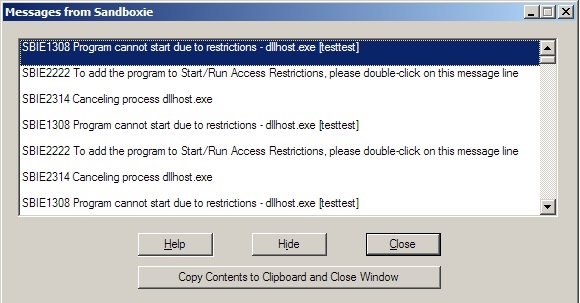 Messages from Sandboxie
SBIE1308 Program cannot start due to restrictions - dllhost.exe [testtest]
SBIE2222 To add the program to Start/Run Access Restrictions, please double-click on this message line
SBIE2314 Canceling process dllhost.exe
SBIE1308 Program cannot start due to restrictions - dllhost.exe [testtest]
SBIE2222 To add the program to Start/Run Access Restrictions, please double-click on this message line
SBIE2314 Canceling process dllhost.exe
SBIE1308 Program cannot start due to restrictions - dllhost.exe [testtest]
Help Hide Close
Copy Contents to Clipboard and Close Window